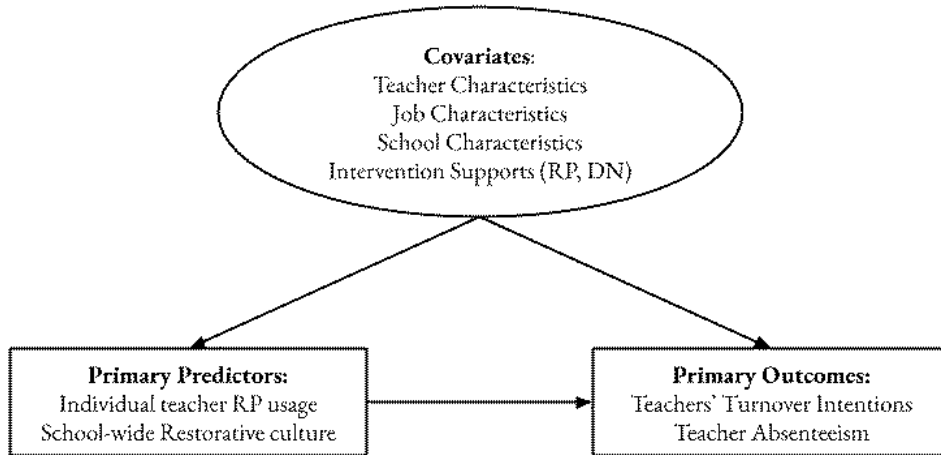 Covariates:
Teacher Characteristics
Job Characteristics
School Characteristics
Intervention Supports (RP, DN)
Primary Predictors:
Individual teacher RP usage
School-wide Restorative culture
Primary Outcomes:
Teachers' Turnover Intentions
Teacher Absenteeism